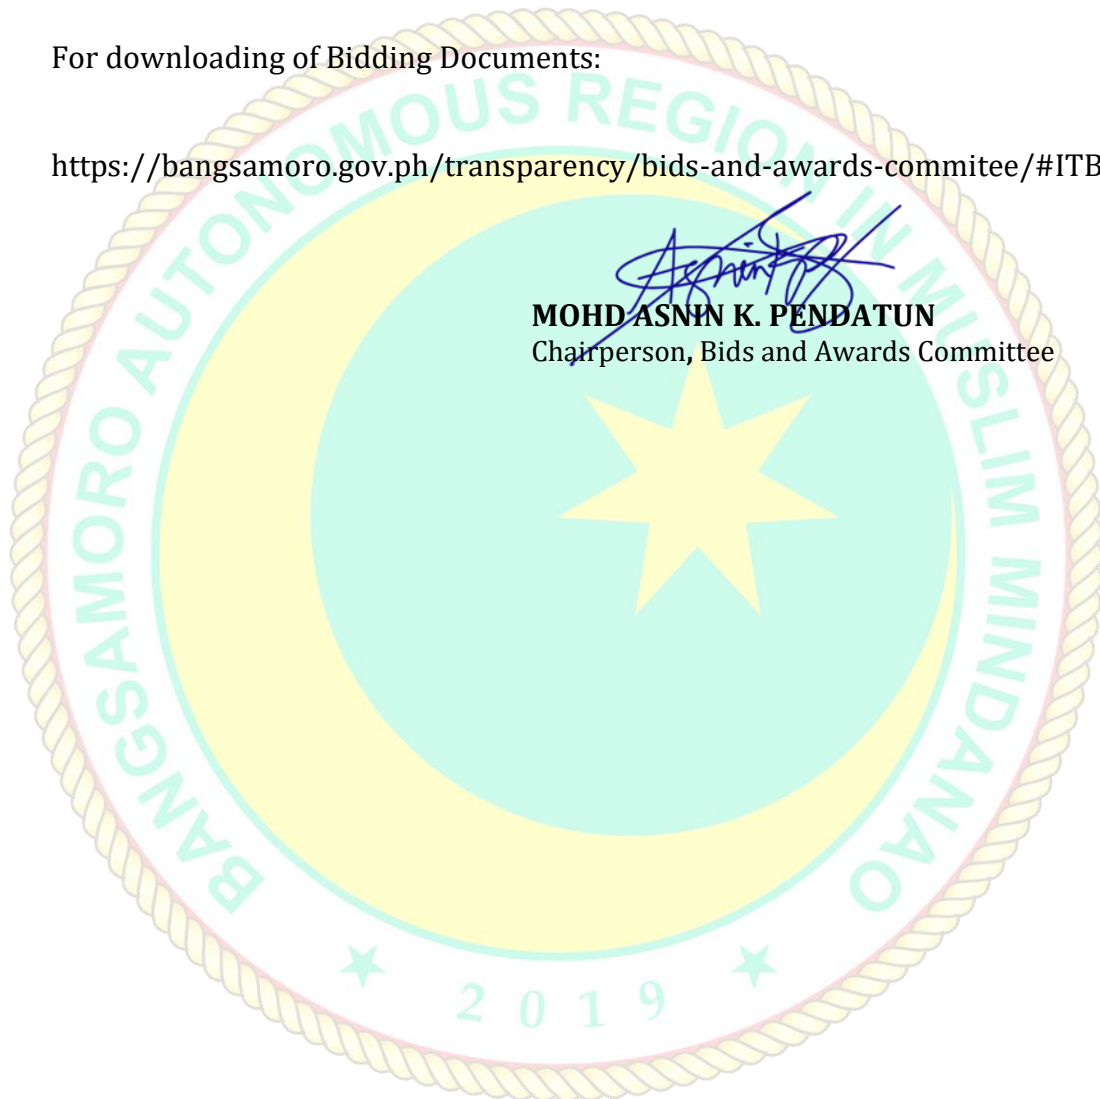 For downloading of Bidding Documents:
https://bangsamoro.gov.ph/transparency/bids-and-awards-commitee/#ITB
MOHD ASNIN K. PENDATUN
Chairperson, Bids and Awards Committee
BANGSAMORO AUTONOMOUS REGION IN MUSLIM MINDANAO
2019